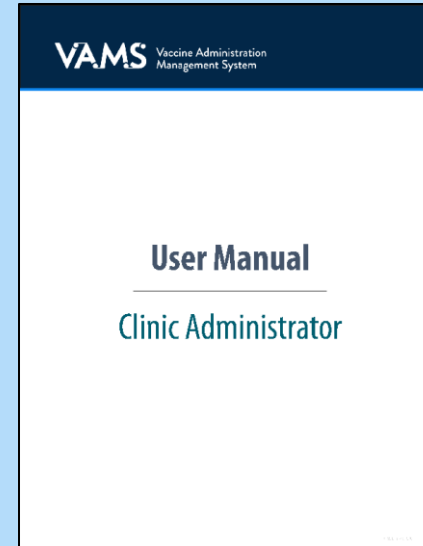 VAMS
Vaccine Administration
Management System
User Manual
Clinic Administrator